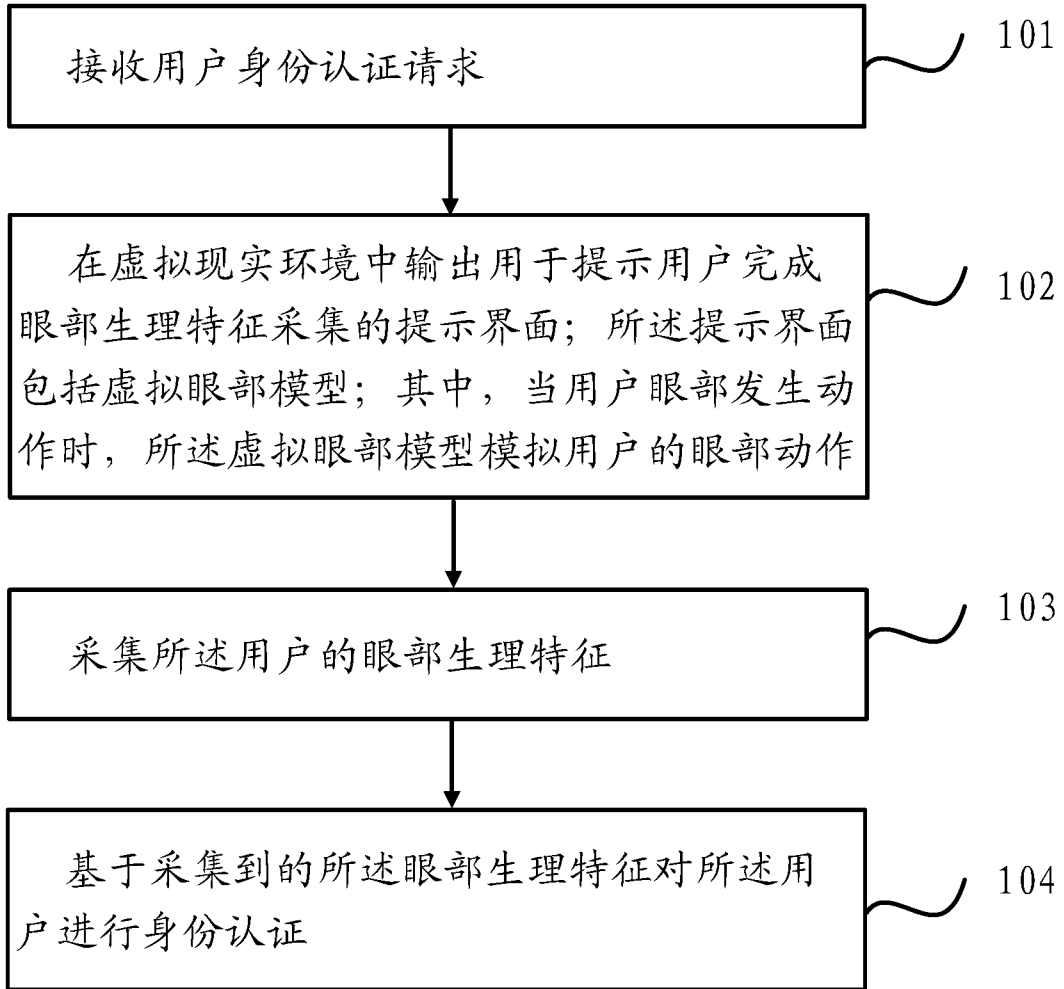 接收用户身份认证请求
101
在虚拟现实环境中输出用于提示用户完成
眼部生理特征采集的提示界面；所述提示界面
包括虚拟眼部模型；其中，当用户眼部发生动
作时，所述虚拟眼部模型模拟用户的眼部动作
102
采集所述用户的眼部生理特征
103
基于采集到的所述眼部生理特征对所述用
户进行身份认证
104